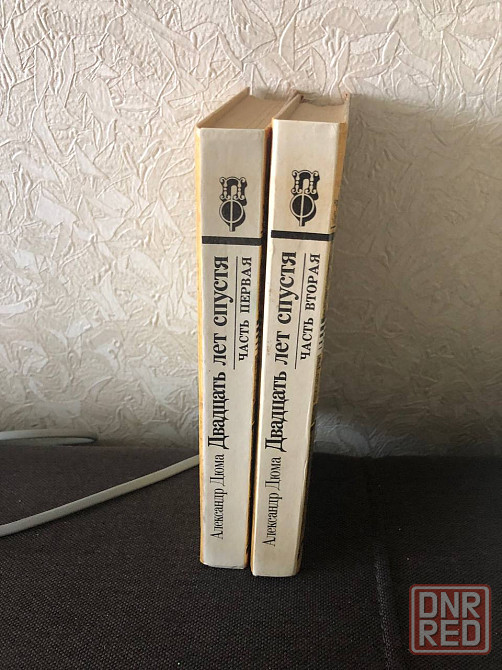 Александр Дюма Двадцать лет спустя
ЧАСТЬ ПЕРВАЯ
Александр Дюма Двадцать лет спустя
ЧАСТЬ ВТОРАЯ
DNR
RED